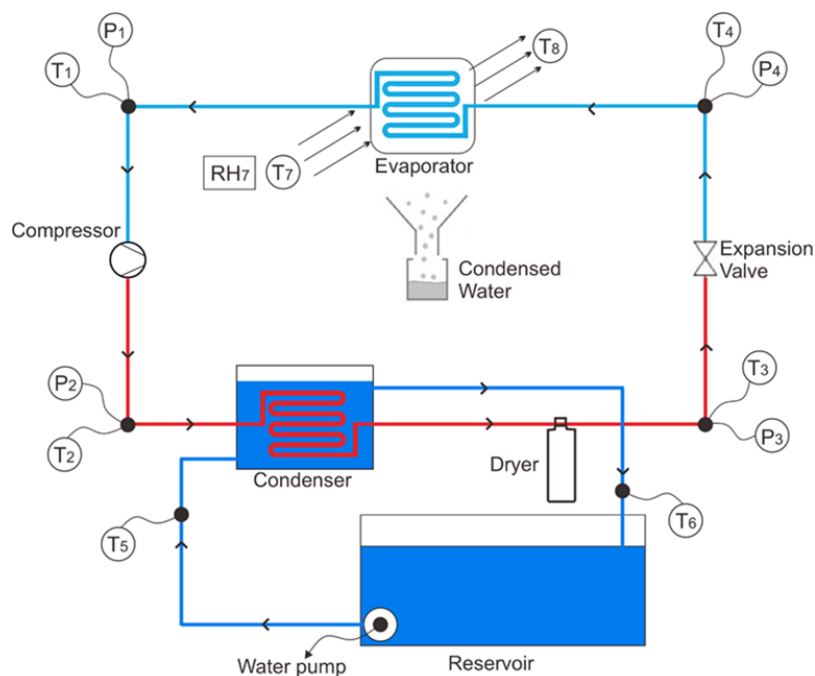 P1
T8
T4
T1
P4
RH7
T7
Evaporator
Compressor
Expansion
Valve
Condensed
Water
P2
T3
T2
P3
Dryer
Condenser
T5
T6
Water pump
Reservoir